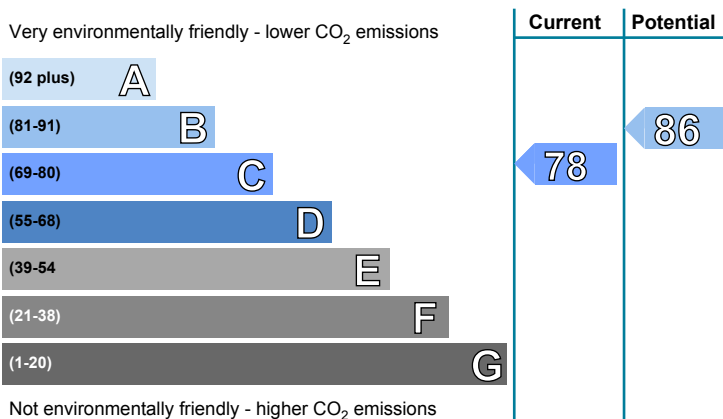 Very environmentally friendly - lower CO2 emissions
Current
Potential
(92 plus) A
(81-91) B
(69-80) C
(55-68) D
(39-54 E
(21-38) F
(1-20) G
78
86
Not environmentally friendly - higher CO2 emissions